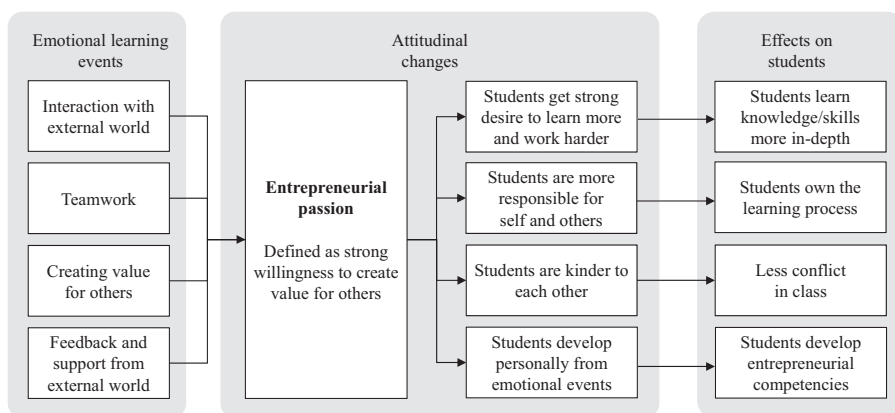 Emotional learning
events
Interaction with
external world
Teamwork
Creating value
for others
Feedback and
support from
external world
Attitudinal
changes
Entrepreneurial
passion
Defined as strong
willingness to create
value for others
Students get strong
desire to learn more
and work harder
Students are more
responsible for
self and others
Students are kinder to
each other
Students develop
personally from
emotional events
Effects on
students
Students learn
knowledge/skills
more in-depth
Students own the
learning process
Less conflict
in class
Students develop
entrepreneurial
competencies